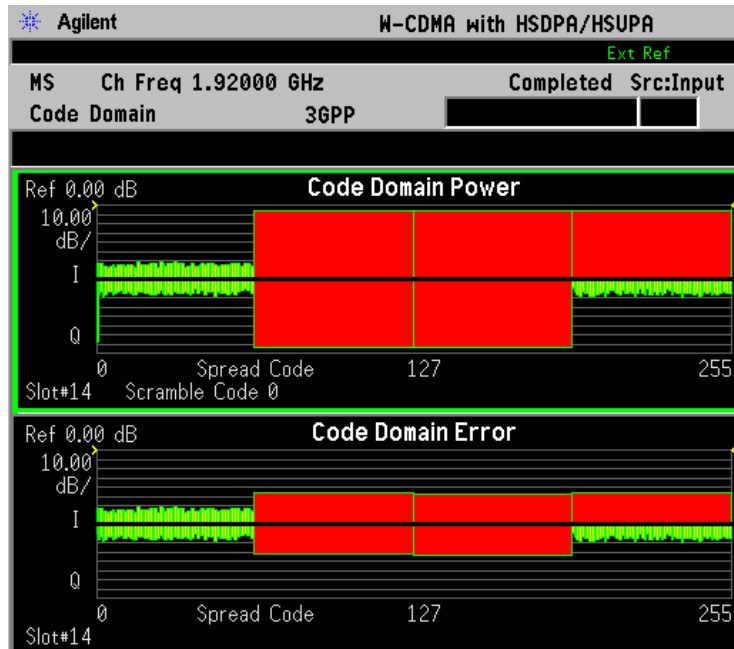 Agilent W-CDMA with HSDPA/HSUPA
Ext Ref
MS Ch Freq 1.92000 GHz Completed Src:Input
Code Domain 3GPP
Ref 0.00 dB Code Domain Power
10.00
dB/
I
Q
0 Spread Code 127 255
Slot#14 Scramble Code 0
Ref 0.00 dB Code Domain Error
10.00
dB/
I
Q
0 Spread Code 127 255
Slot#14